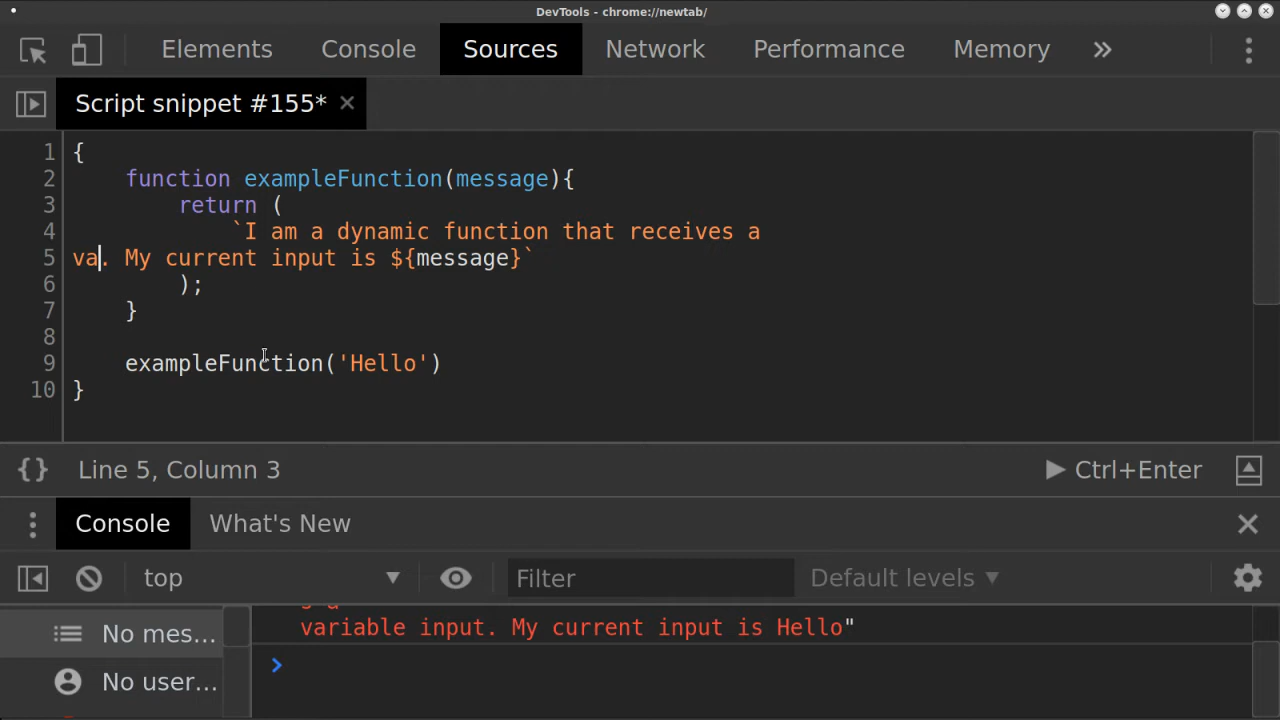 DevTools - chrome://newtab/
Elements Console Sources Network Performance Memory »
Script snippet #155* ×
1 {
2 function exampleFunction(message){
3 return (
4 `I am a dynamic function that receives a
5 va. My current input is ${message}`
6 );
7 }
8
9 exampleFunction('Hello')
10 }
{} Line 5, Column 3 Ctrl+Enter
Console What's New
top Filter Default levels
No mes...
variable input. My current input is Hello"
No user...